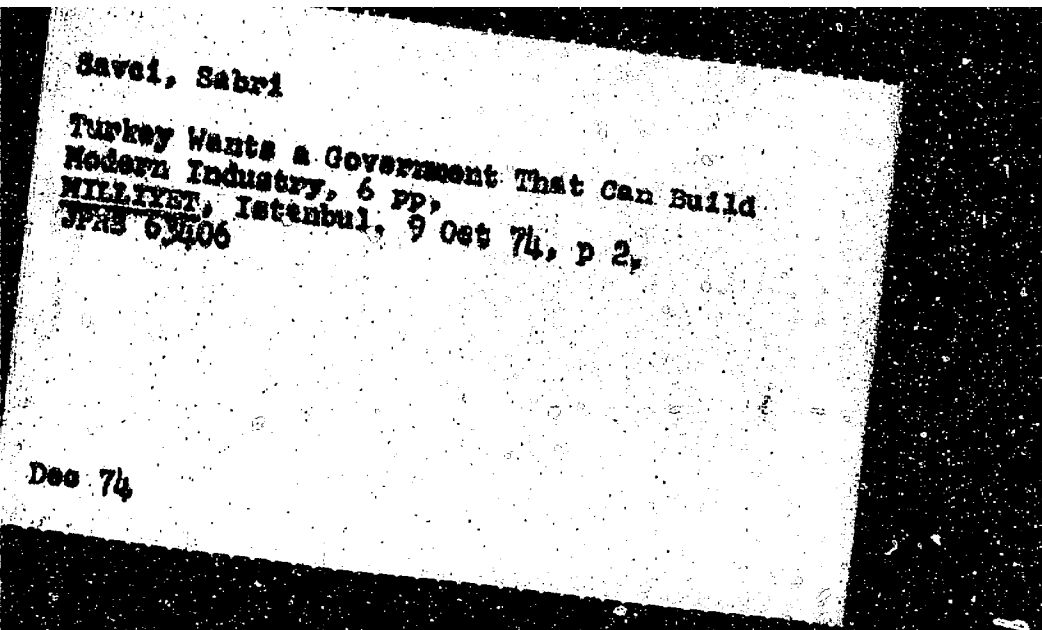 Savci, Sabri
Turkey Wants a Government That Can Build
Modern Industry, 6 pp,
MILLIYET, Istanbul, 9 Oct 74, p 2,
JPRS 63406
Dec 74